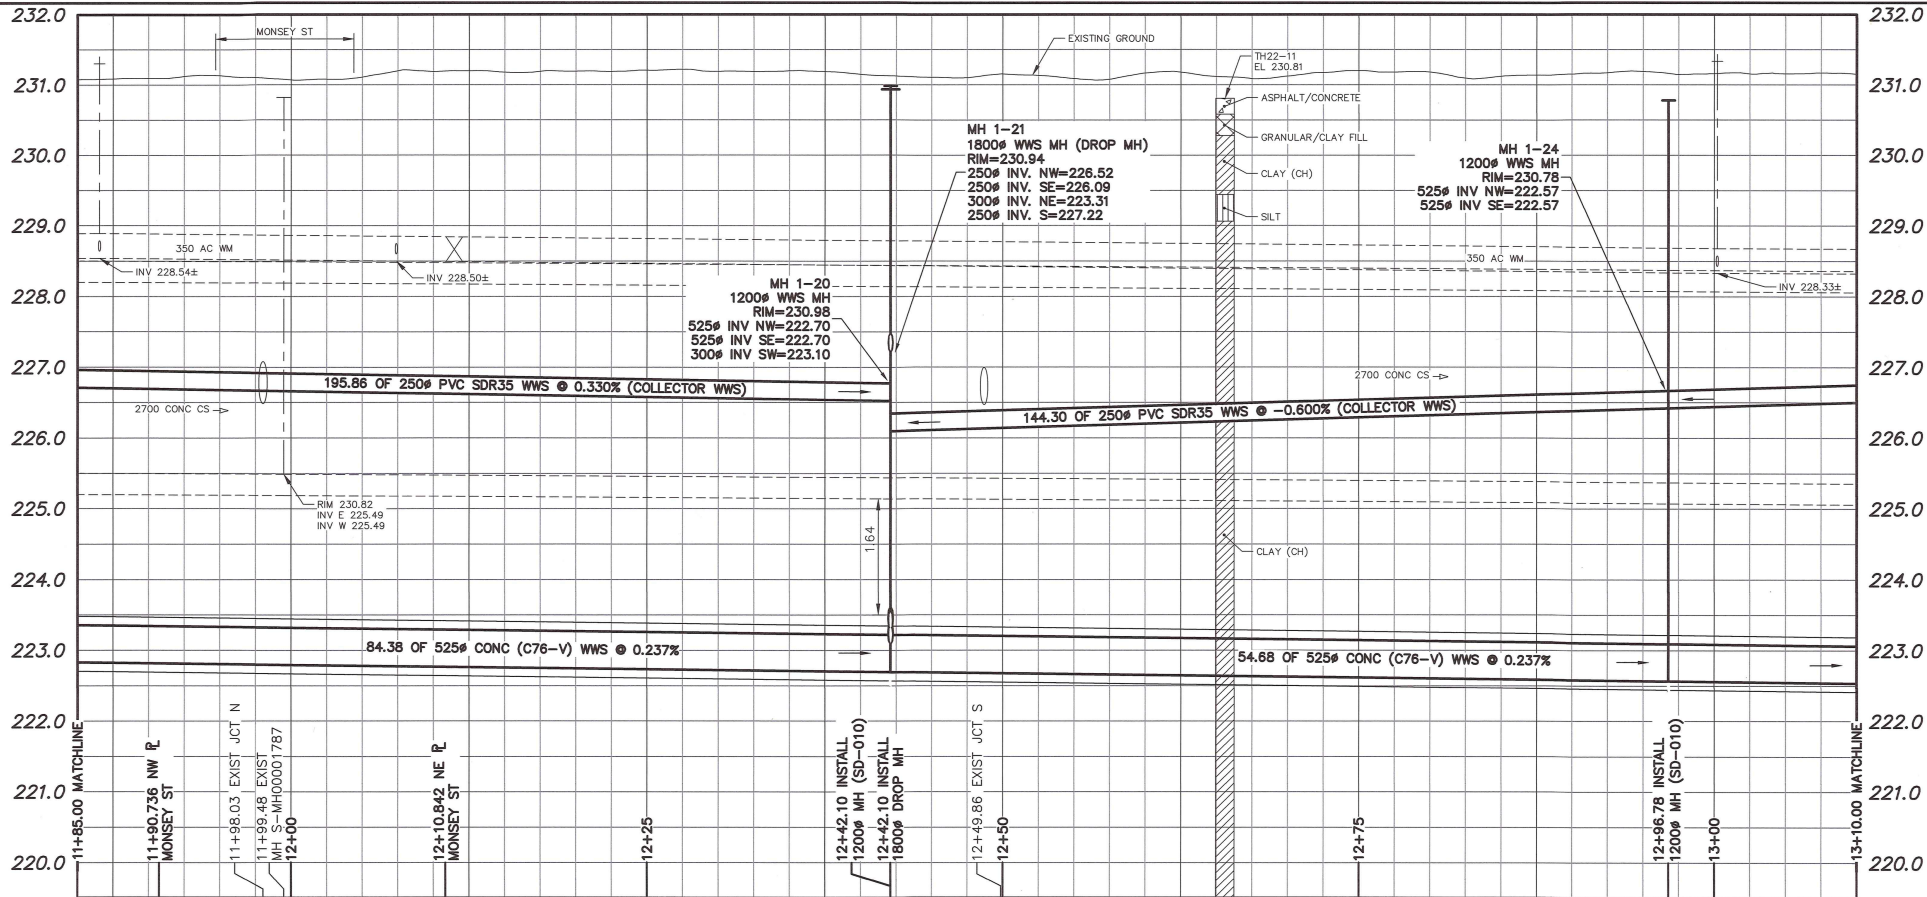 232.0
231.0
230.0
229.0
228.0
227.0
226.0
225.0
224.0
223.0
222.0
221.0
220.0
MONSEY ST
EXISTING GROUND
TH22-11
EL 230.81
ASPHALT/CONCRETE
GRANULAR/CLAY FILL
CLAY (CH)
SILT
CLAY (CH)
MH 1-21
1800ø WWS MH (DROP MH)
RIM=230.94
250ø INV. NW=226.52
250ø INV. SE=226.09
300ø INV. NE=223.31
250ø INV. S=227.22
MH 1-24
1200ø WWS MH
RIM=230.78
525ø INV NW=222.57
525ø INV SE=222.57
350 AC WM
INV 228.54±
INV 228.50±
350 AC WM
INV 228.33±
MH 1-20
1200ø WWS MH
RIM=230.98
525ø INV NW=222.70
525ø INV SE=222.70
300ø INV SW=223.10
195.86 OF 250ø PVC SDR35 WWS @ 0.330% (COLLECTOR WWS)
2700 CONC CS
2700 CONC CS
144.30 OF 250ø PVC SDR35 WWS @ -0.600% (COLLECTOR WWS)
RIM 230.82
INV E 225.49
INV W 225.49
1.64
84.38 OF 525ø CONC (C76-V) WWS @ 0.237%
54.68 OF 525ø CONC (C76-V) WWS @ 0.237%
11+85.00 MATCHLINE
11+90.736 NW PL
MONSEY ST
11+98.03 EXIST JCT N
11+99.48 EXIST
MH S-MH00001787
12+00
12+10.842 NE PL
MONSEY ST
12+25
12+42.10 INSTALL
1200ø MH (SD-010)
12+42.10 INSTALL
1800ø DROP MH
12+49.86 EXIST JCT S
12+50
12+75
12+96.78 INSTALL
1200ø MH (SD-010)
13+00
13+10.00 MATCHLINE
232.0
231.0
230.0
229.0
228.0
227.0
226.0
225.0
224.0
223.0
222.0
221.0
220.0